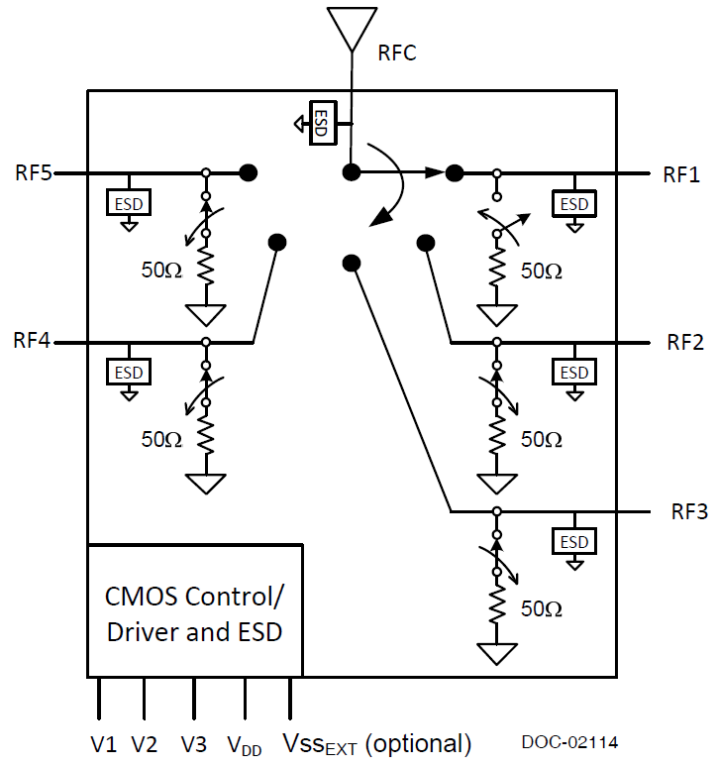 RFC
ESD
RF5
RF1
ESD
ESD
50Ω
50Ω
RF4
RF2
ESD
ESD
50Ω
50Ω
RF3
ESD
50Ω
CMOS Control/
Driver and ESD
V1 V2 V3 VDD VssEXT (optional) DOC-02114